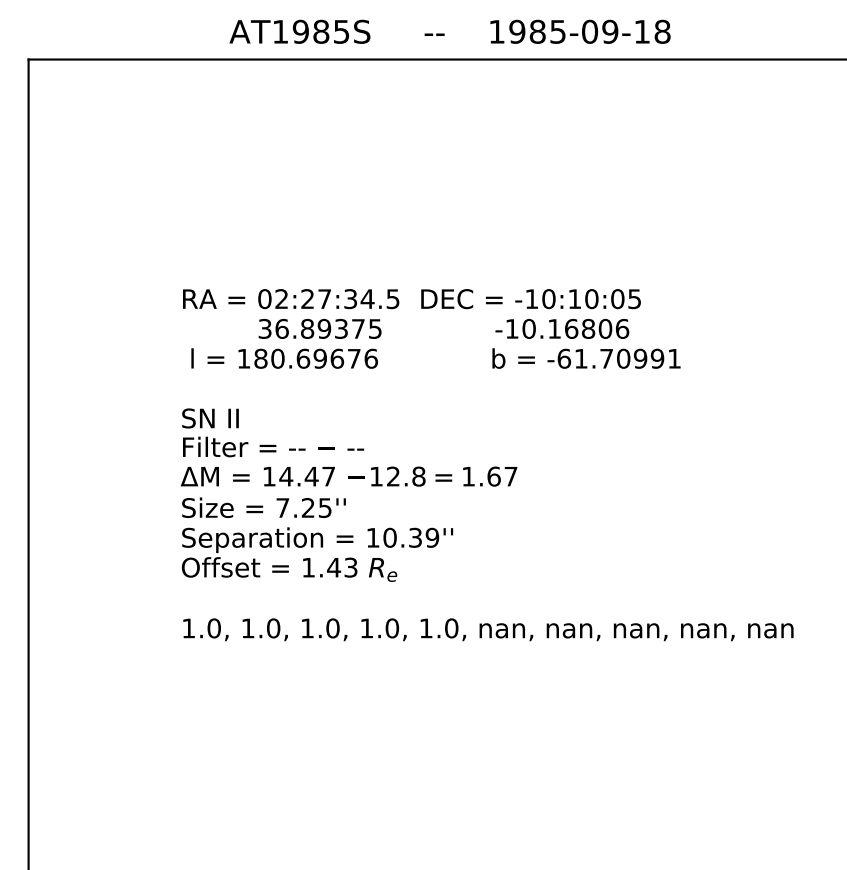 AT1985S -- 1985-09-18
RA = 02:27:34.5 DEC = -10:10:05
36.89375 -10.16806
l = 180.69676 b = -61.70991
SN II
Filter = -- − --
ΔM = 14.47 −12.8 = 1.67
Size = 7.25''
Separation = 10.39''
Offset = 1.43 Rₑ
1.0, 1.0, 1.0, 1.0, 1.0, nan, nan, nan, nan, nan